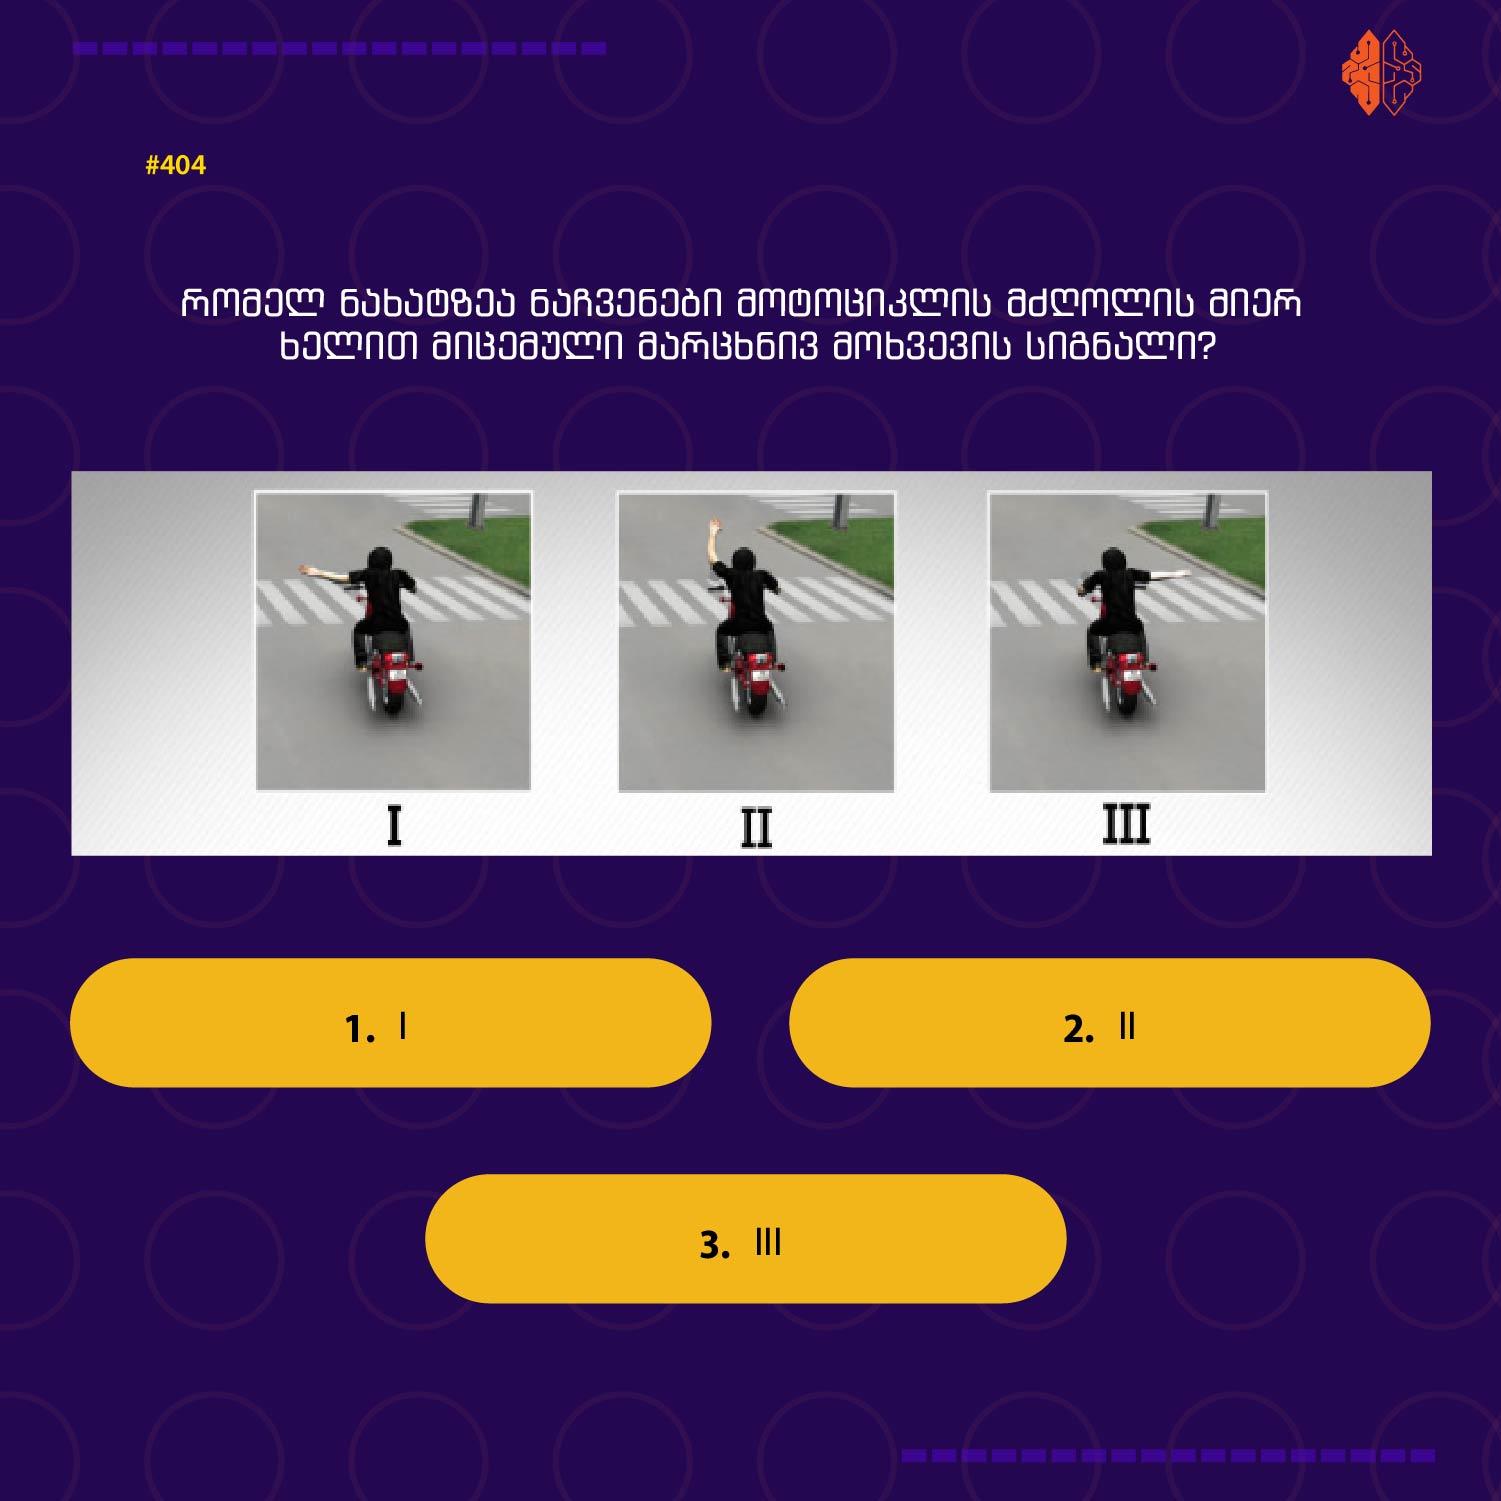 #404
რომელ ნახატზეა ნაჩვენები მოტოციკლის მძღოლის მიერ
ხელით მიცემული მარცხნივ მოხვევის სიგნალი?
I
II
III
1. I
2. II
3. III